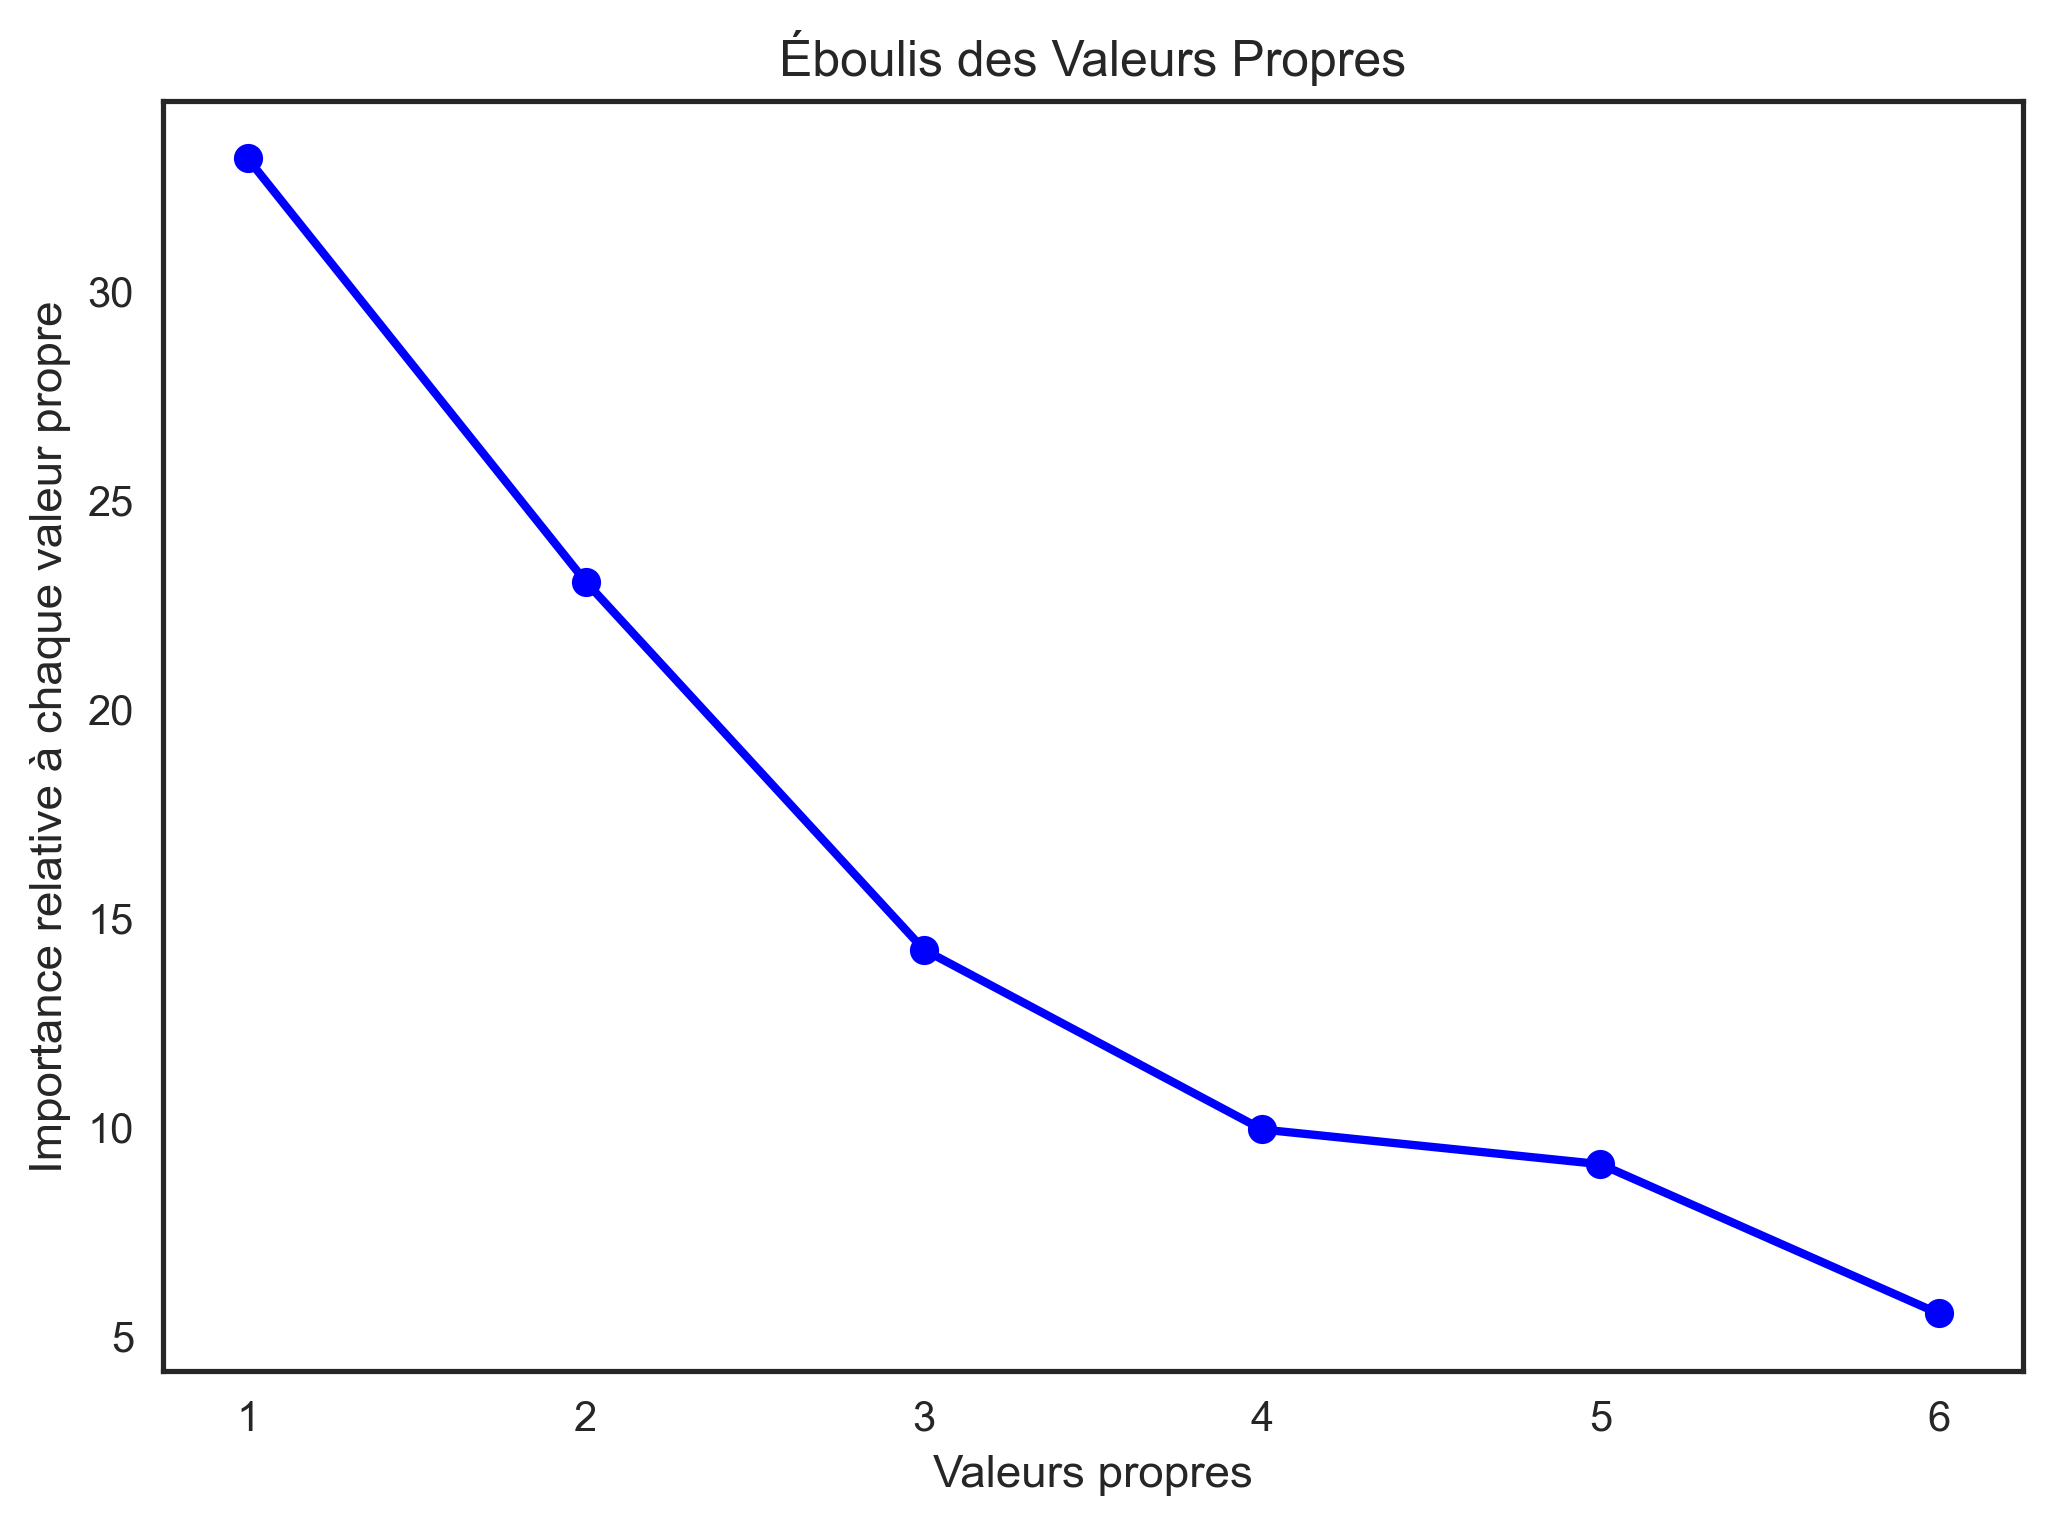 Éboulis des Valeurs Propres
Importance relative à chaque valeur propre
30
25
20
15
10
5
1 2 3 4 5 6
Valeurs propres